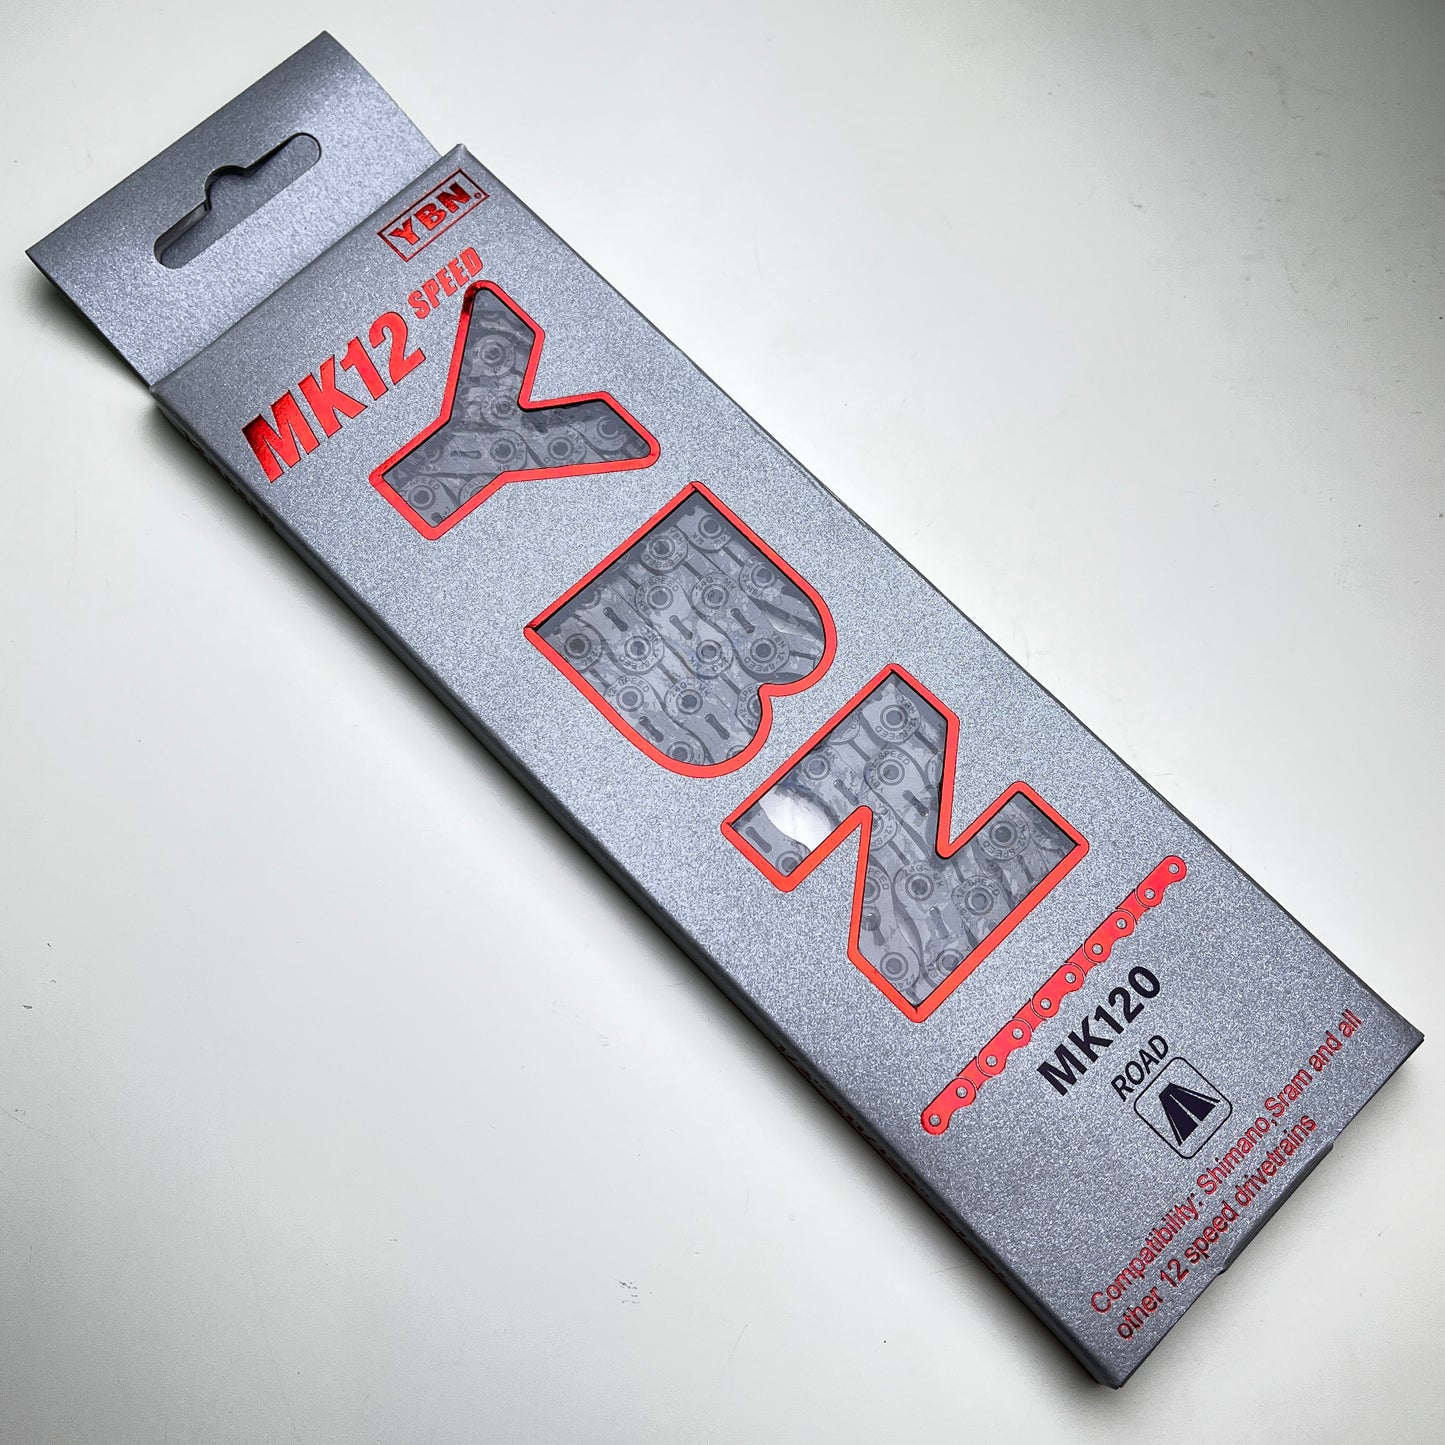 YBN®
MK12 SPEED
YBN
MK120
ROAD
Compatibility: Shimano,Sram and all
other 12 speed drivetrains